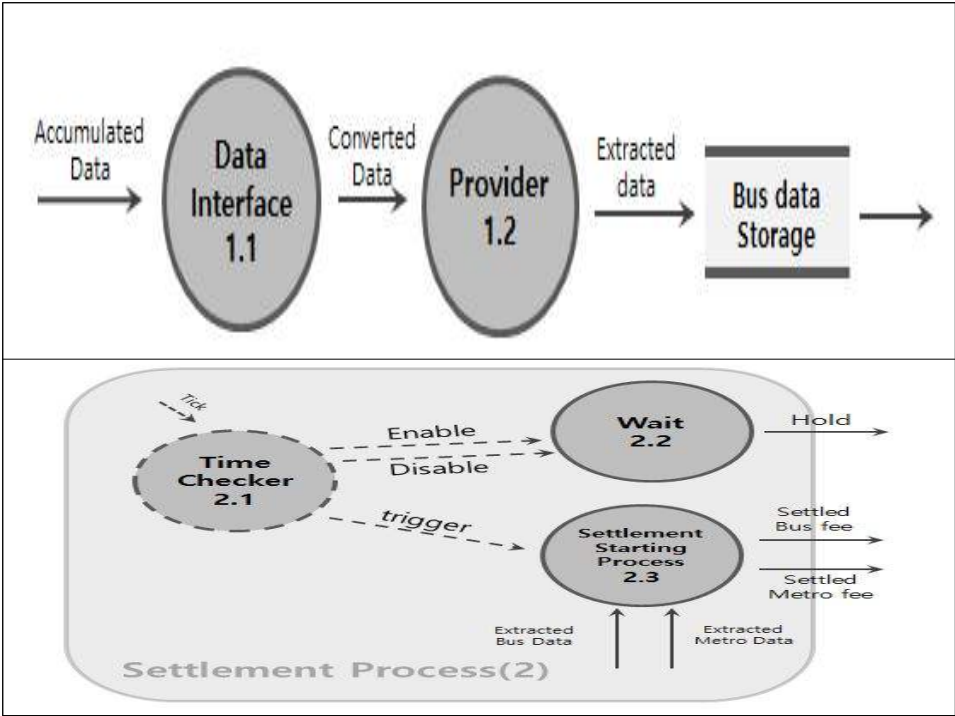 Accumulated
Data
Data
Interface
1.1
Converted
Data
Provider
1.2
Extracted
data
Bus data
Storage
Tick
Time
Checker
2.1
Enable
Disable
trigger
Wait
2.2
Hold
Settlement
Starting
Process
2.3
Settled
Bus fee
Settled
Metro fee
Extracted
Bus Data
Extracted
Metro Data
Settlement Process(2)